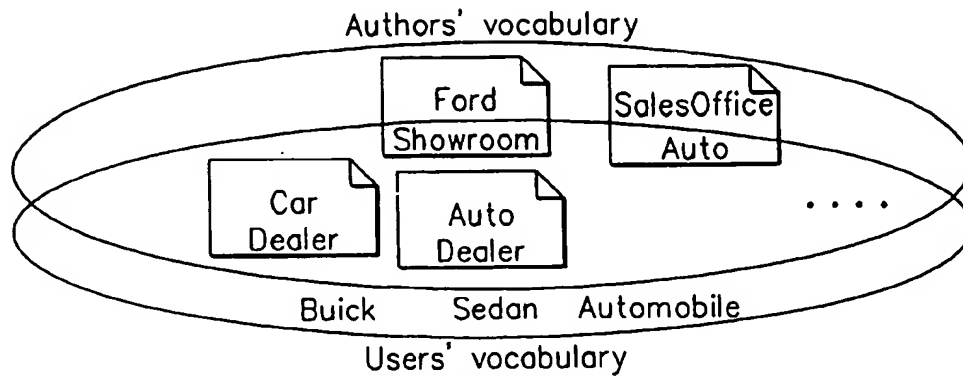 Authors' vocabulary
Ford
Showroom
SalesOffice
Auto
Car
Dealer
Auto
Dealer
Buick Sedan Automobile
Users' vocabulary